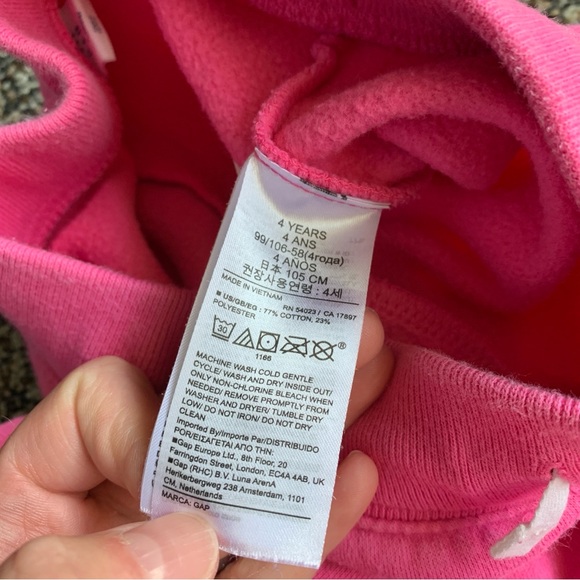 4 YEARS
4 ANS
99/106-58(4года)
4 AÑOS
日本 105 CM
권장사용연령 : 4세
MADE IN VIETNAM
RN 54023 / CA 17897
■ US/GB/EG: 77% COTTON, 23%
POLYESTER
30
®
1166
MACHINE WASH COLD GENTLE
CYCLE/ WASH AND DRY INSIDE OUT/
ONLY NON-CHLORINE BLEACH WHEN
NEEDED/ REMOVE PROMPTLY FROM
WASHER AND DRYER/ TUMBLE DRY
LOW/ DO NOT IRON/ DO NOT DRY
CLEAN
Imported By/Importe Par/DISTRIBUIDO
POR/ΕΙΣΑΓΕΤΑΙ ΑΠΟ:
■Gap Europe Ltd., 8th Floor, 20
Farringdon Street, London, EC4A 4AB, UK
■Gap (RHC) B.V. Luna ArenA
Herikerbergweg 238 Amsterdam, 1101
CM, Netherlands
MARCA: GAP